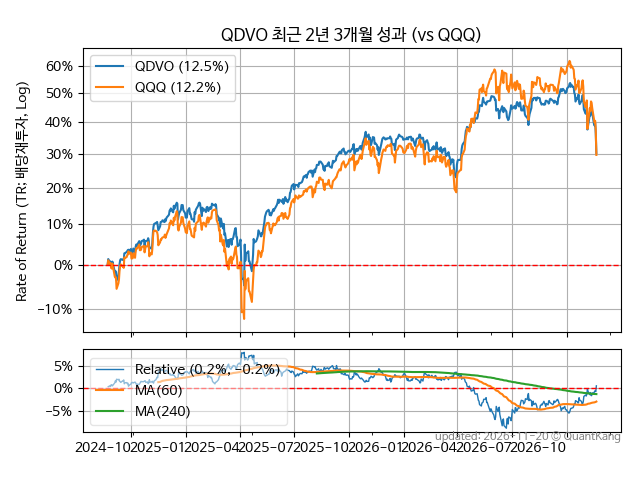 QDVO 최근 2년 3개월 성과 (vs QQQ)
Rate of Return (TR: 배당재투자, Log)
60%
50%
40%
30%
20%
10%
0%
−10%
QDVO (12.5%)
QQQ (12.2%)
5%
0%
−5%
Relative (0.2%, −0.2%)
MA(60)
MA(240)
2024−10 2025−01 2025−04 2025−07 2025−10 2026−01 2026−04 2026−07 2026−10
updated: 2026−11−20 © QuantKang